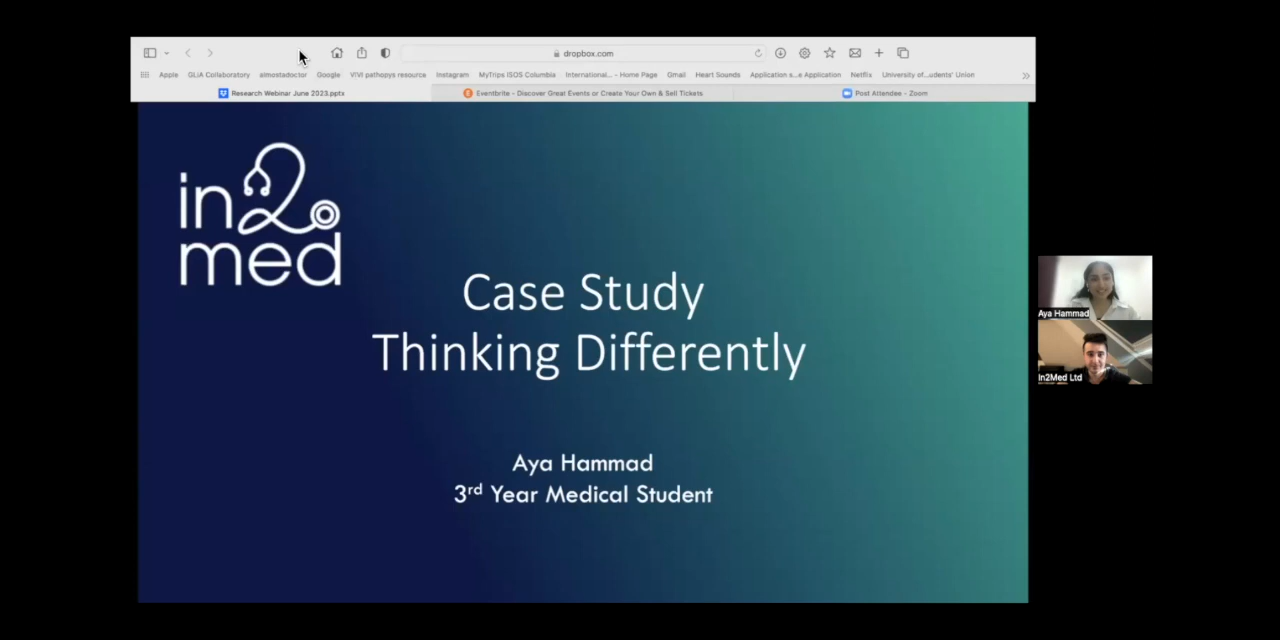 dropbox.com
Apple GLiA Collaboratory almostadoctor Google VIVI pathopys resource Instagram MyTrips ISOS Columbia International... - Home Page Gmail Heart Sounds Application s...e Application Netflix University of...udents' Union
Research Webinar June 2023.pptx Eventbrite - Discover Great Events or Create Your Own & Sell Tickets Post Attendee - Zoom
in2
med
Case Study
Thinking Differently
Aya Hammad
3rd Year Medical Student
Aya Hammad
In2Med Ltd